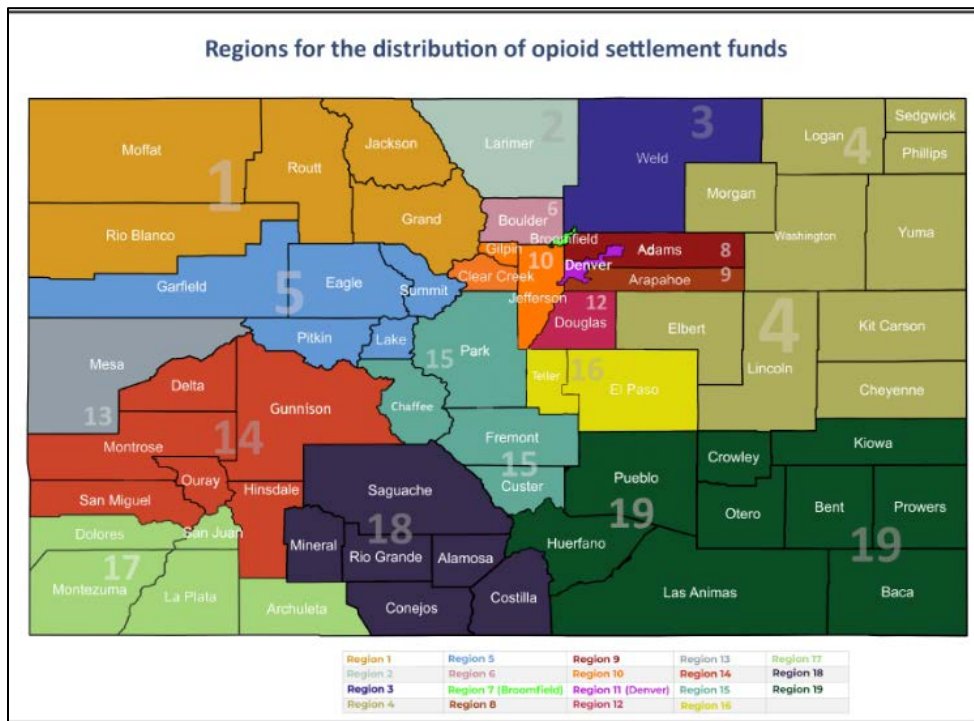 Regions for the distribution of opioid settlement funds
Moffat
Routt
Jackson
Larimer
2
Weld
3
Logan
4
Sedgwick
Phillips
1
Grand
Boulder
6
Morgan
Washington
Yuma
Rio Blanco
Broomfield
Gilpin
10
Adams
8
Denver
Clear Creek
Arapahoe
9
Garfield
5
Eagle
Summit
Jefferson
12
Douglas
Elbert
4
Kit Carson
Pitkin
Lake
Park
15
Mesa
Lincoln
Delta
Teller
16
El Paso
Cheyenne
13
Gunnison
Chaffee
Montrose
14
Fremont
Kiowa
Crowley
Ouray
15
Custer
Pueblo
San Miguel
Hinsdale
Saguache
Otero
Bent
Prowers
Dolores
San Juan
18
19
Mineral
Rio Grande
Alamosa
Huerfano
19
17
Montezuma
La Plata
Archuleta
Conejos
Costilla
Las Animas
Baca
Region 1 Region 5 Region 9 Region 13 Region 17
Region 2 Region 6 Region 10 Region 14 Region 18
Region 3 Region 7 (Broomfield) Region 11 (Denver) Region 15 Region 19
Region 4 Region 8 Region 12 Region 16